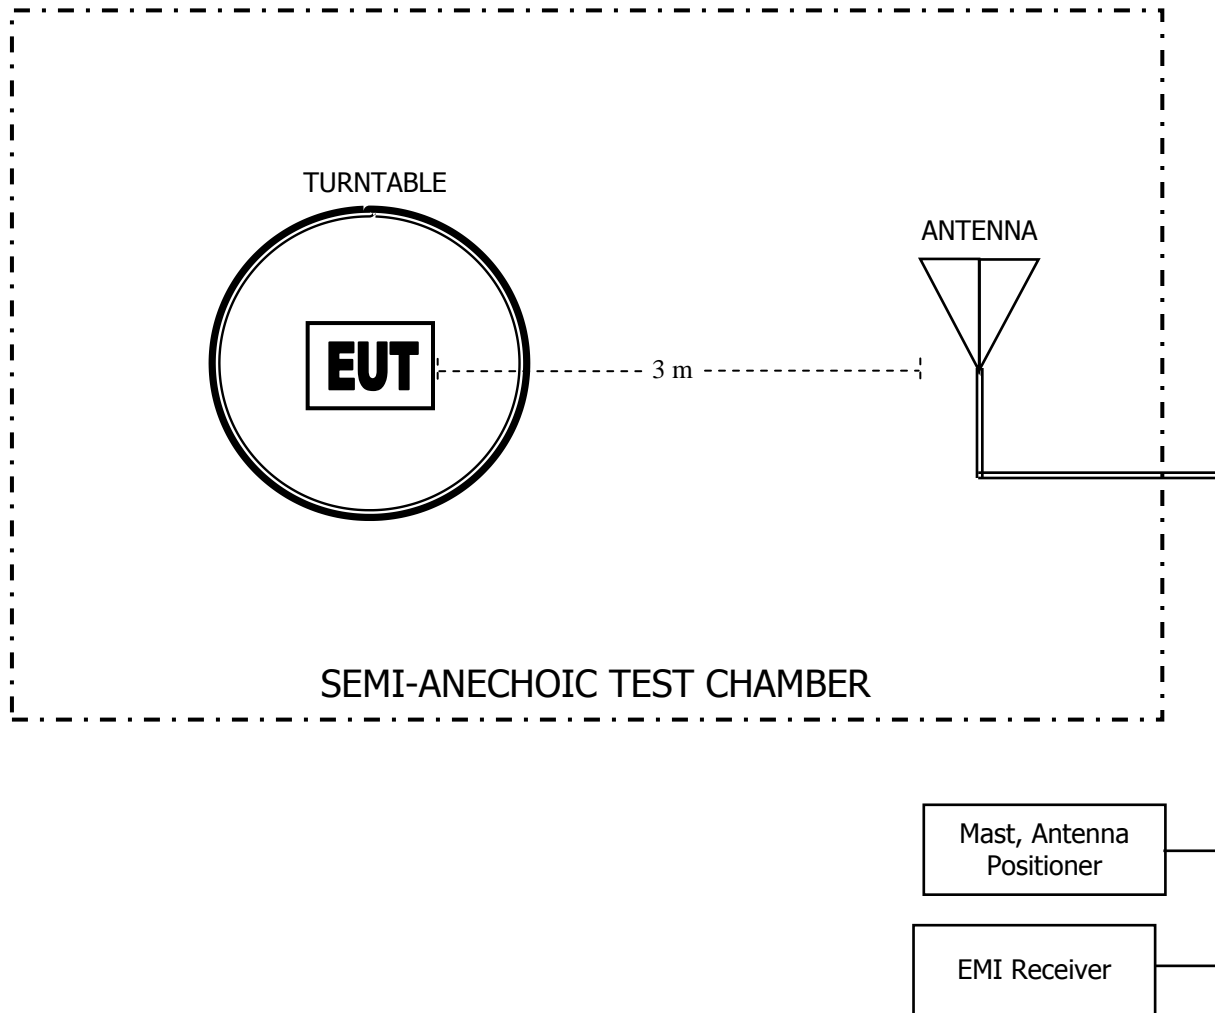 TURNTABLE
ANTENNA
EUT
3 m
SEMI-ANECHOIC TEST CHAMBER
Mast, Antenna
Positioner
EMI Receiver